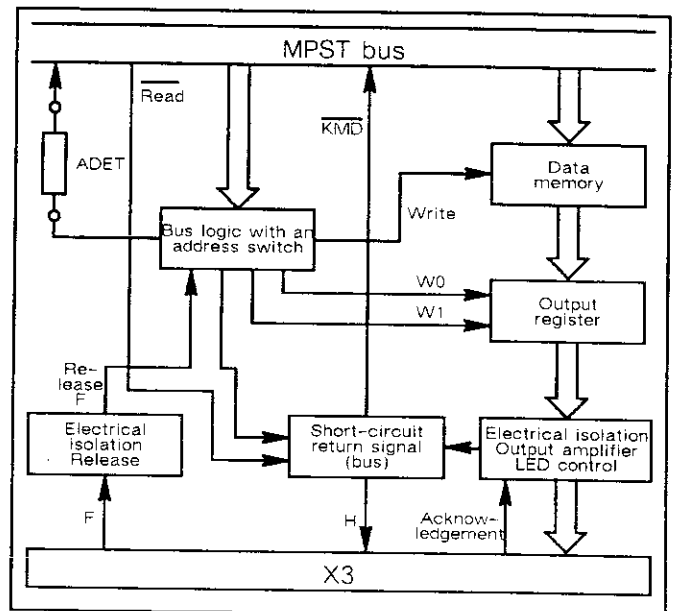 MPST bus
Read
KMD
ADET
Data
memory
Write
Bus logic with an
address switch
W0
W1
Output
register
Re-
lease
F
Electrical
isolation
Release
Short-circuit
return signal
(bus)
Electrical isolation
Output amplifier
LED control
F
H
Acknow-
ledgement
X3